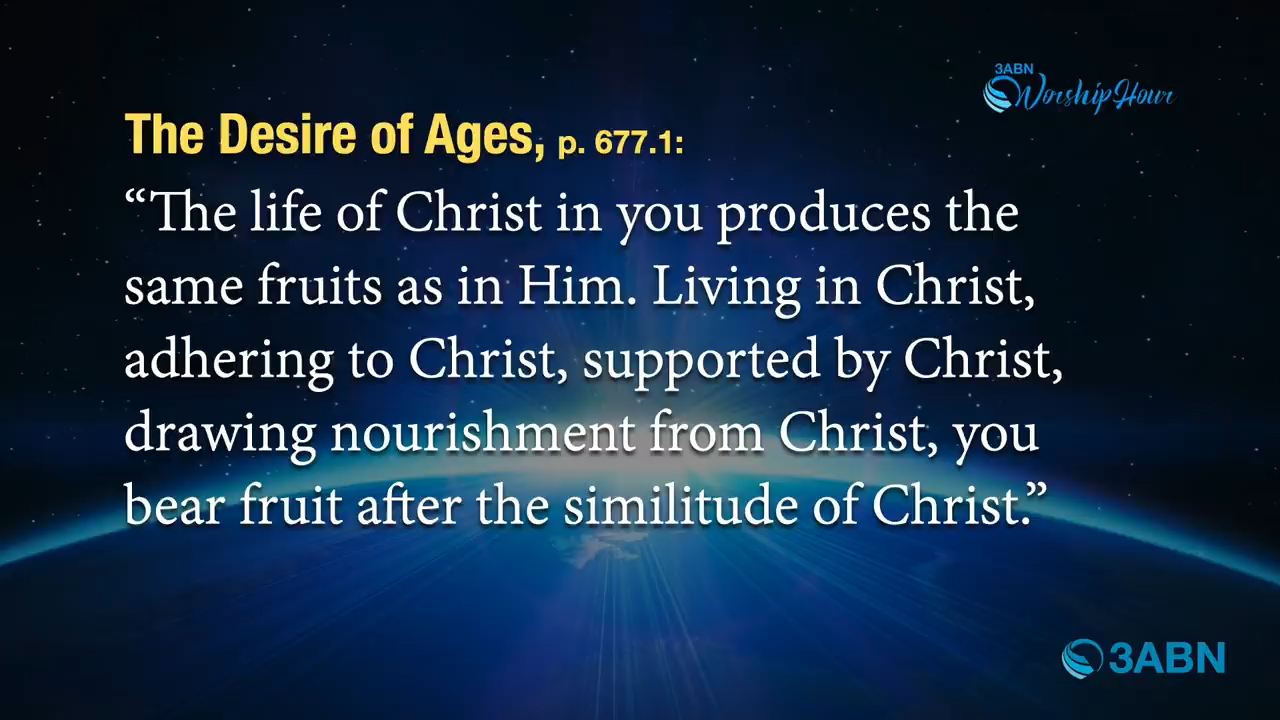 3ABN
Worship Hour
The Desire of Ages, p. 677.1:
“The life of Christ in you produces the
same fruits as in Him. Living in Christ,
adhering to Christ, supported by Christ,
drawing nourishment from Christ, you
bear fruit after the similitude of Christ.”
3ABN